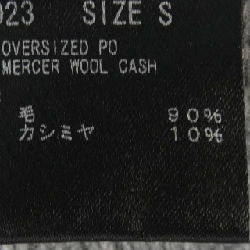 023 SIZE S
OVERSIZED PO
MERCER WOOL CASH
毛 90%
カシミヤ 10%